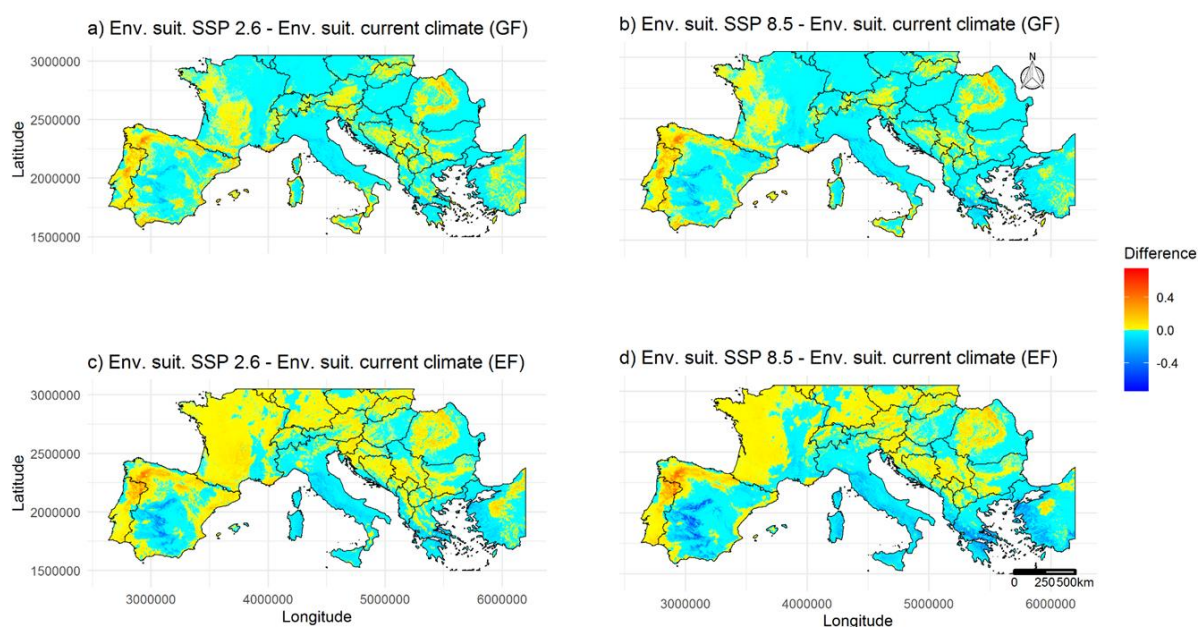 a) Env. suit. SSP 2.6 - Env. suit. current climate (GF)
b) Env. suit. SSP 8.5 - Env. suit. current climate (GF)
N
3000000
2500000
2000000
1500000
Latitude
Difference
0.4
0.0
-0.4
c) Env. suit. SSP 2.6 - Env. suit. current climate (EF)
d) Env. suit. SSP 8.5 - Env. suit. current climate (EF)
3000000
2500000
2000000
1500000
Latitude
0 250 500km
3000000 4000000 5000000 6000000
Longitude
3000000 4000000 5000000 6000000
Longitude